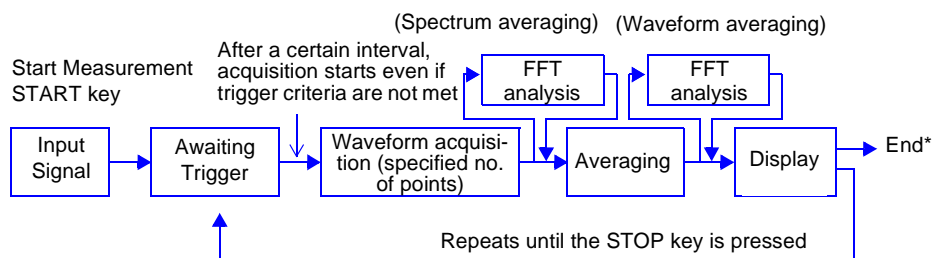 (Spectrum averaging)
(Waveform averaging)
After a certain interval,
acquisition starts even if
trigger criteria are not met
Start Measurement
START key
FFT
analysis
FFT
analysis
Input
Signal
Awaiting
Trigger
Waveform acquisi-
tion (specified no.
of points)
Averaging
Display
End*
Repeats until the STOP key is pressed